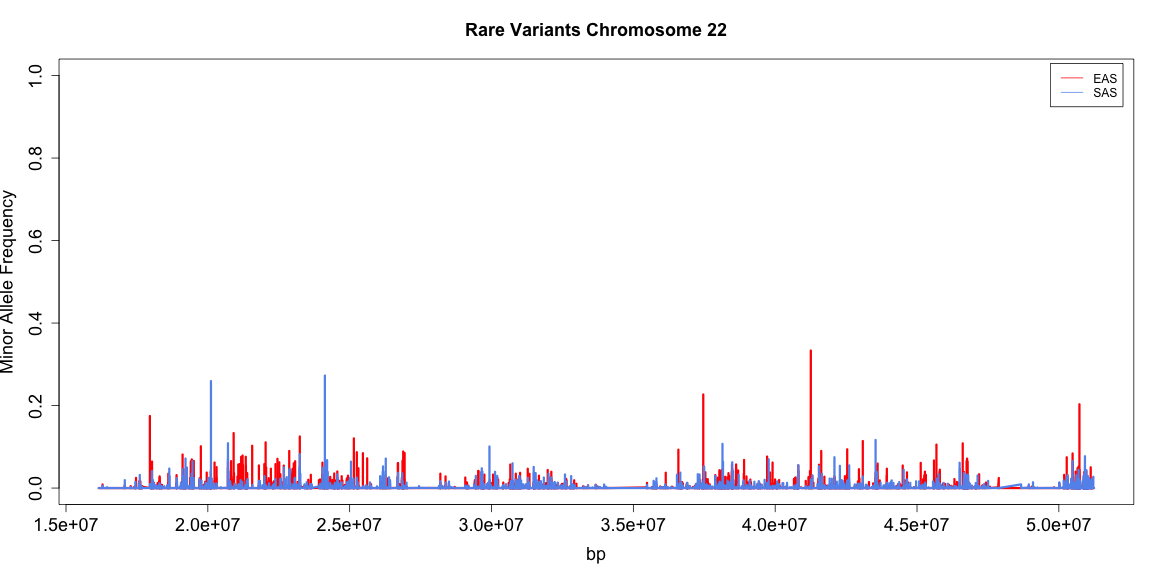 Rare Variants Chromosome 22
EAS
SAS
Minor Allele Frequency
1.0
0.8
0.6
0.4
0.2
0.0
1.5e+07 2.0e+07 2.5e+07 3.0e+07 3.5e+07 4.0e+07 4.5e+07 5.0e+07
bp